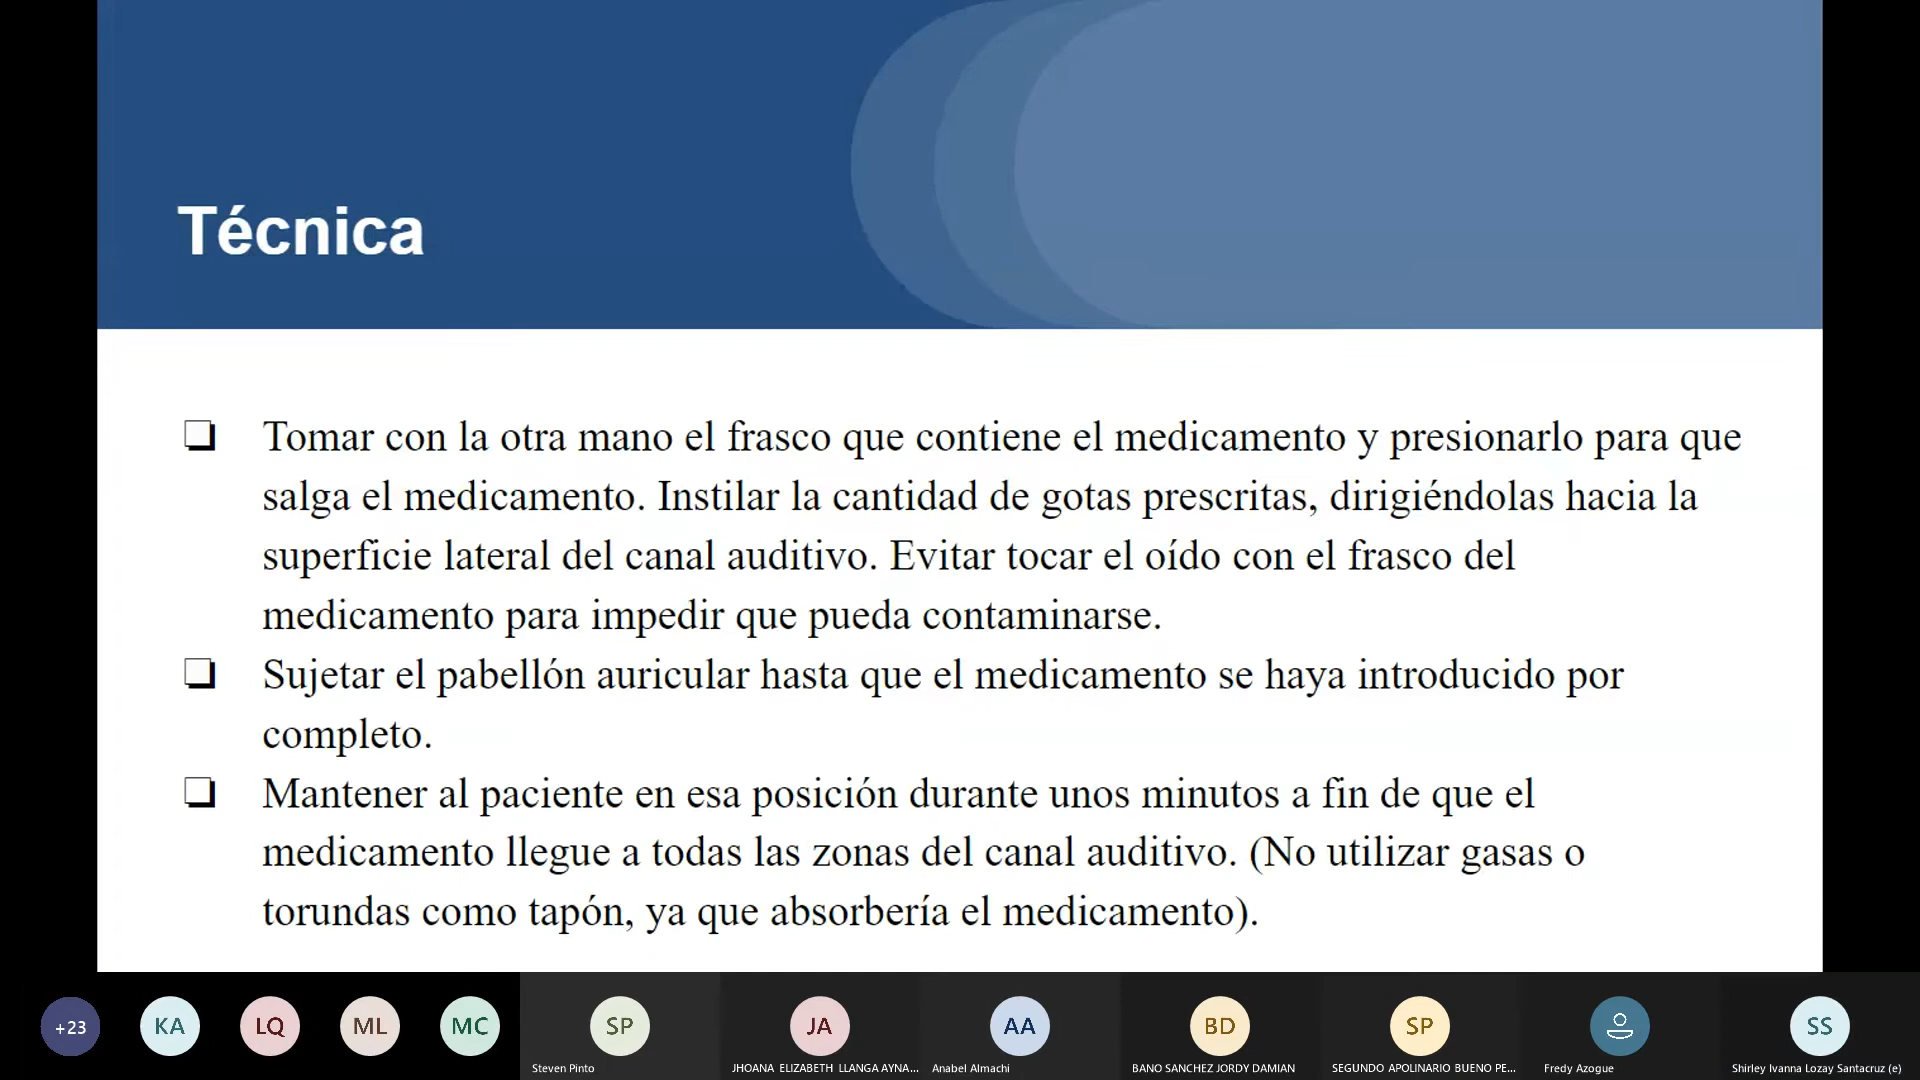 Técnica
Tomar con la otra mano el frasco que contiene el medicamento y presionarlo para que
salga el medicamento. Instilar la cantidad de gotas prescritas, dirigiéndolas hacia la
superficie lateral del canal auditivo. Evitar tocar el oído con el frasco del
medicamento para impedir que pueda contaminarse.
Sujetar el pabellón auricular hasta que el medicamento se haya introducido por
completo.
Mantener al paciente en esa posición durante unos minutos a fin de que el
medicamento llegue a todas las zonas del canal auditivo. (No utilizar gasas o
torundas como tapón, ya que absorbería el medicamento).
+23 KA LQ ML MC SP JA AA BD SP SS
Steven Pinto JHOANA ELIZABETH LLANGA AYNA... Anabel Almachi BANO SANCHEZ JORDY DAMIAN SEGUNDO APOLINARIO BUENO PE... Fredy Azogue Shirley Ivanna Lozay Santacruz (e)